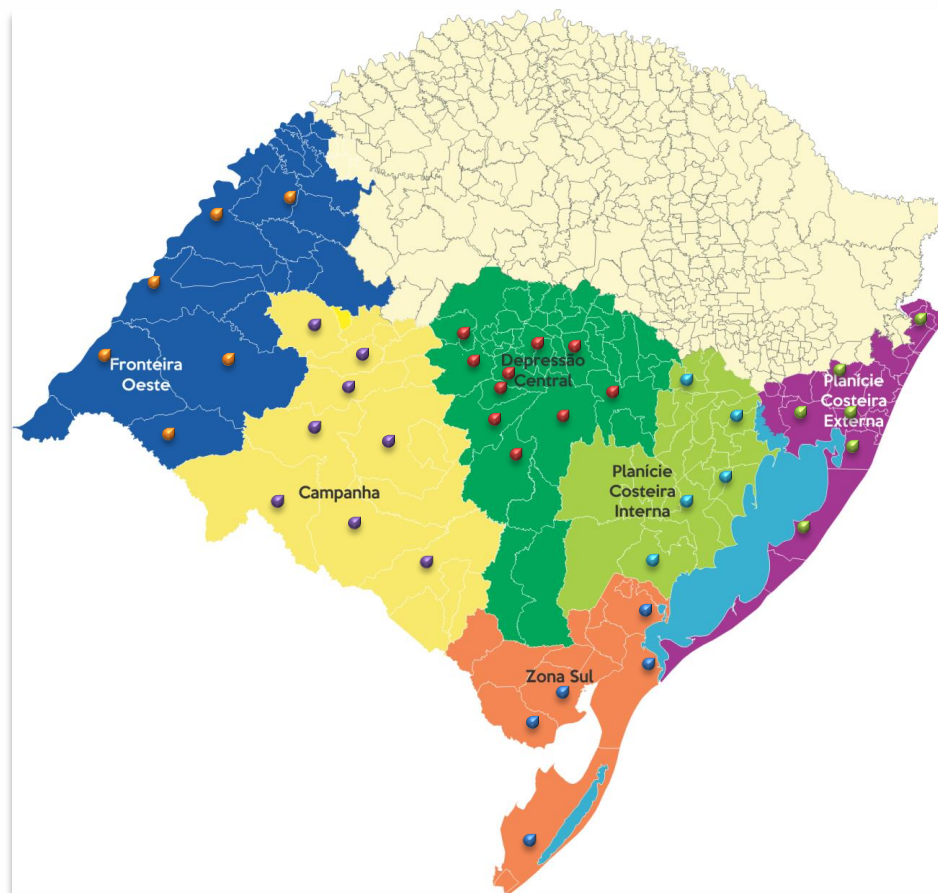 Fronteira
Oeste
Depressão
Central
Planície
Costeira
Externa
Planície
Costeira
Interna
Campanha
Zona Sul